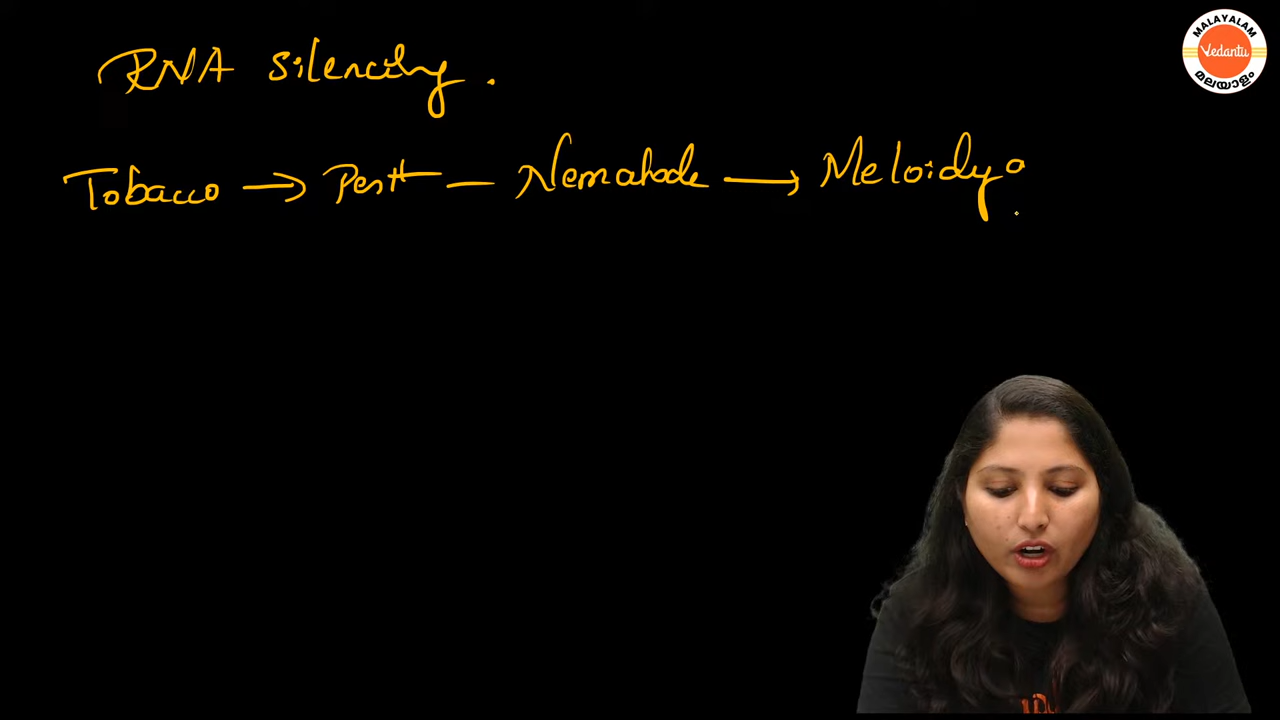 MALAYALAM
Vedantu
മലയാളം
RNA silencing.
Tobacco → Pest — Nematode → Meloidyo